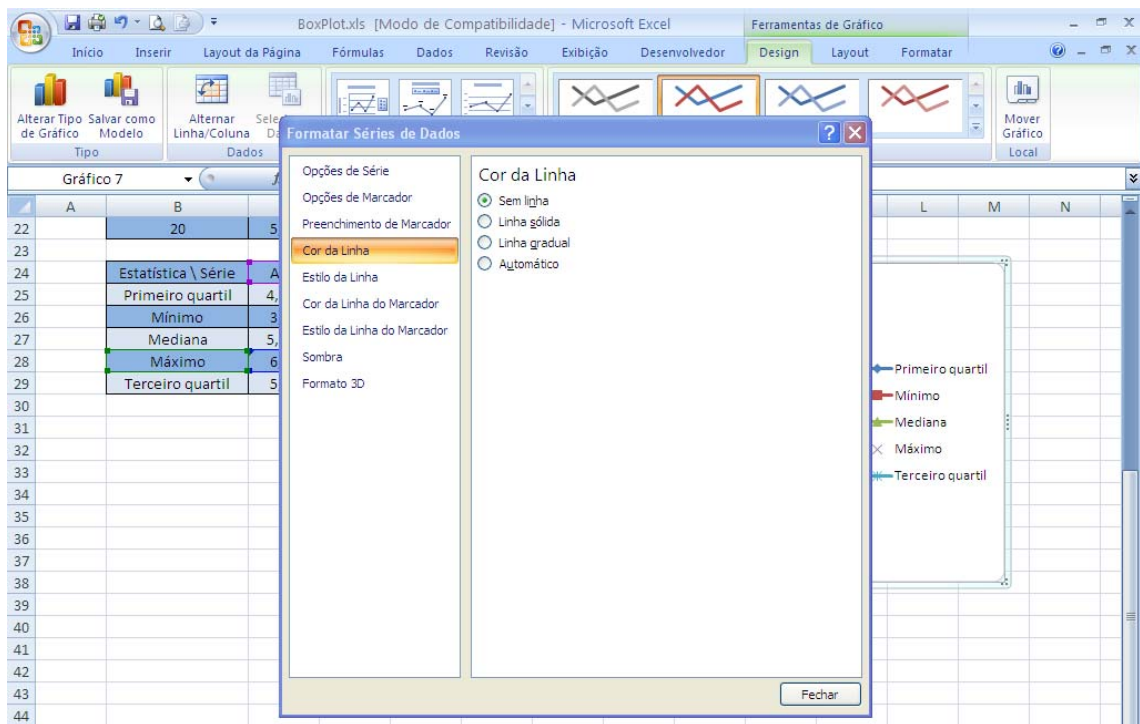 BoxPlot.xls [Modo de Compatibilidade] - Microsoft Excel
Ferramentas de Gráfico
Início Inserir Layout da Página Fórmulas Dados Revisão Exibição Desenvolvedor Design Layout Formatar
Alterar Tipo de Gráfico
Salvar como Modelo
Alternar Linha/Coluna
Mover Gráfico
Tipo Dados Local
Gráfico 7
A B L M N
22 20 5
23
24 Estatística \ Série A
25 Primeiro quartil 4,
26 Mínimo 3
27 Mediana 5,
28 Máximo 6
29 Terceiro quartil 5
30
31
32
33
34
35
36
37
38
39
40
41
42
43
44
Formatar Séries de Dados
Opções de Série
Opções de Marcador
Preenchimento de Marcador
Cor da Linha
Estilo da Linha
Cor da Linha do Marcador
Estilo da Linha do Marcador
Sombra
Formato 3D
Cor da Linha
Sem linha
Linha sólida
Linha gradual
Automático
Fechar
Primeiro quartil
Mínimo
Mediana
Máximo
Terceiro quartil